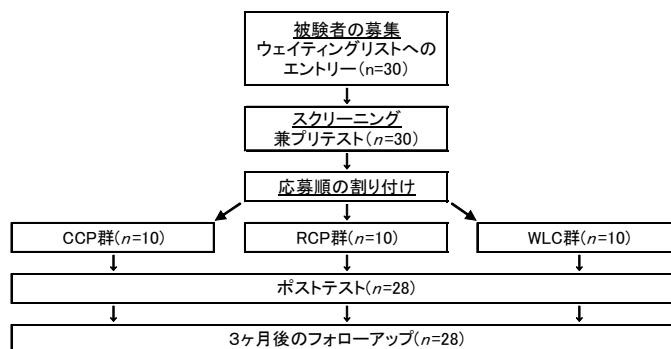 被験者の募集
ウェイティングリストへの
エントリー(n=30)
スクリーニング
兼プリテスト(n=30)
応募順の割り付け
CCP群(n=10)
RCP群(n=10)
WLC群(n=10)
ポストテスト(n=28)
3ヶ月後のフォローアップ(n=28)